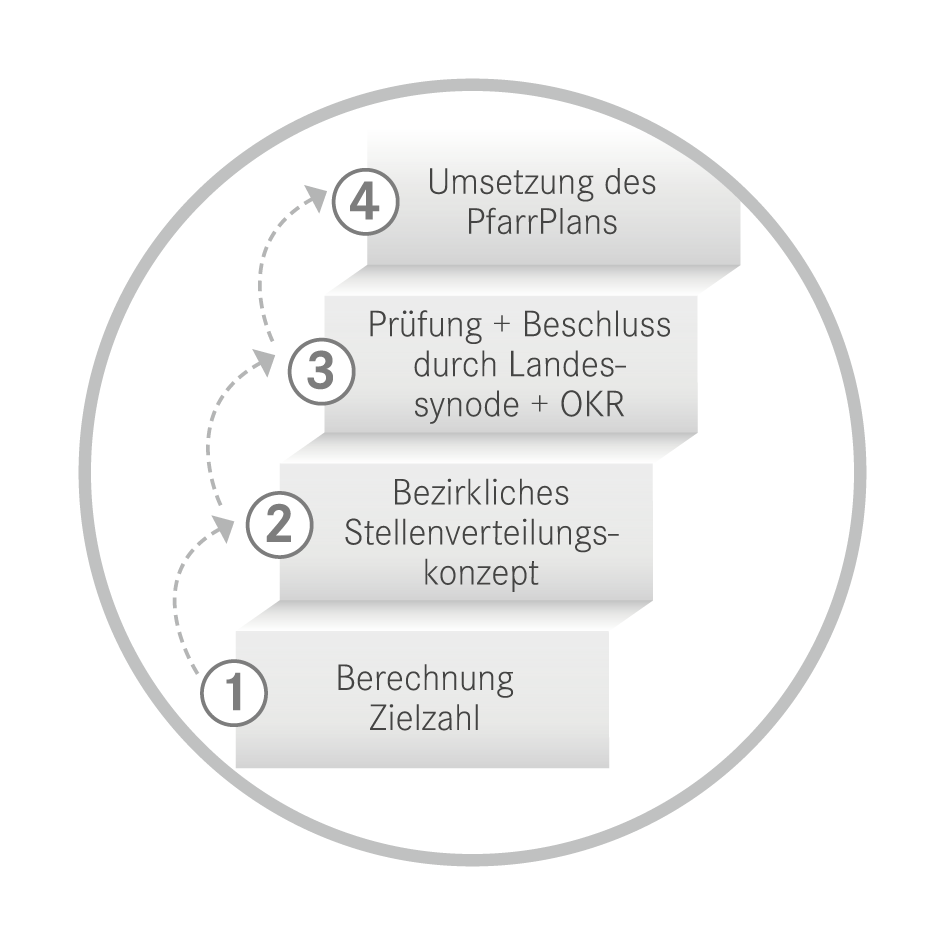 4
Umsetzung des
PfarrPlans
3
Prüfung + Beschluss
durch Landes-
synode + OKR
2
Bezirkliches
Stellenverteilungs-
konzept
1
Berechnung
Zielzahl